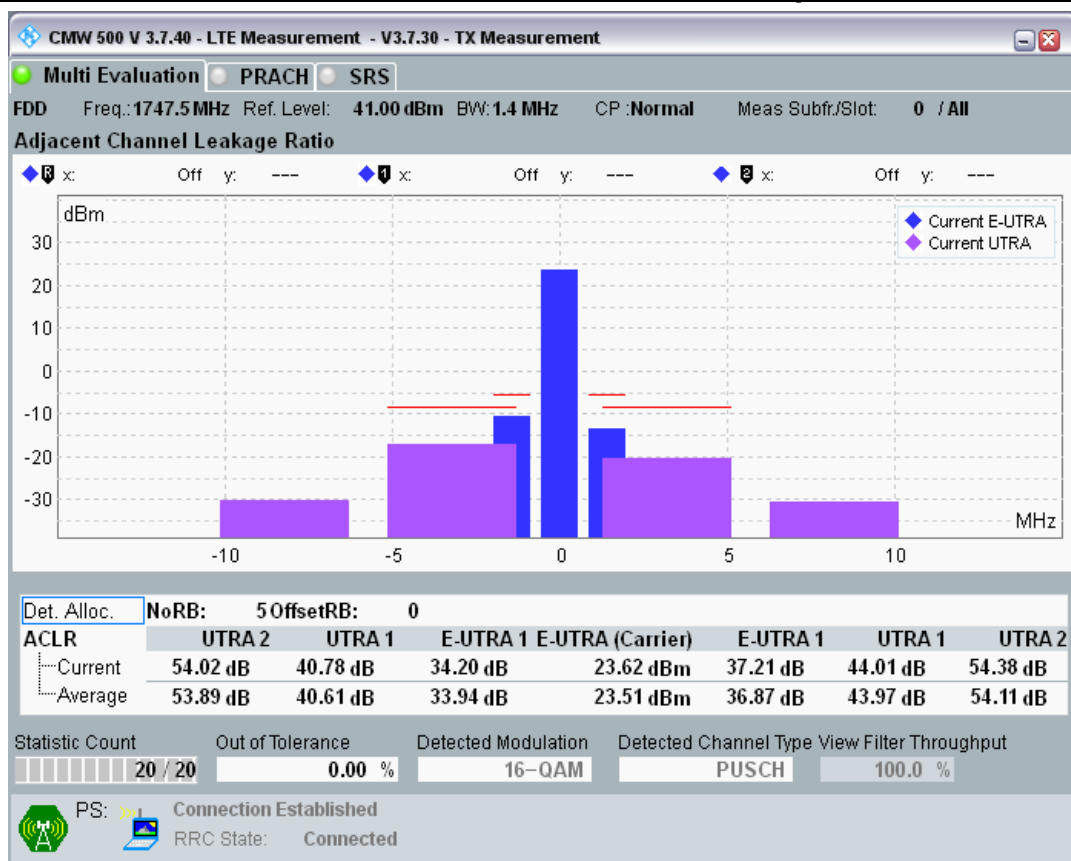 CMW 500 V 3.7.40 - LTE Measurement - V3.7.30 - TX Measurement
Multi Evaluation PRACH SRS
FDD Freq.: 1747.5 MHz Ref. Level: 41.00 dBm BW: 1.4 MHz CP :Normal Meas Subfr./Slot: 0 / All
Adjacent Channel Leakage Ratio
R x: Off y: --- 1 x: Off y: --- 2 x: Off y: ---
dBm
Current E-UTRA
Current UTRA
30
20
10
0
-10
-20
-30
MHz
-10 -5 0 5 10
Det. Alloc. NoRB: 5 OffsetRB: 0
ACLR UTRA 2 UTRA 1 E-UTRA 1 E-UTRA (Carrier) E-UTRA 1 UTRA 1 UTRA 2
Current 54.02 dB 40.78 dB 34.20 dB 23.62 dBm 37.21 dB 44.01 dB 54.38 dB
Average 53.89 dB 40.61 dB 33.94 dB 23.51 dBm 36.87 dB 43.97 dB 54.11 dB
Statistic Count Out of Tolerance Detected Modulation Detected Channel Type View Filter Throughput
20 / 20 0.00 % 16-QAM PUSCH 100.0 %
PS: Connection Established
RRC State: Connected